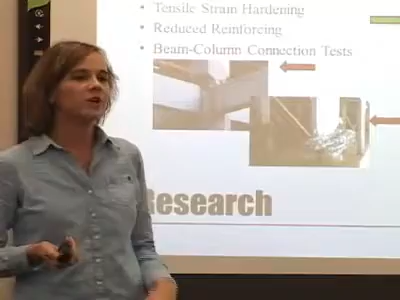 • Tensile Strain Hardening
• Reduced Reinforcing
• Beam-Column Connection Tests
Research